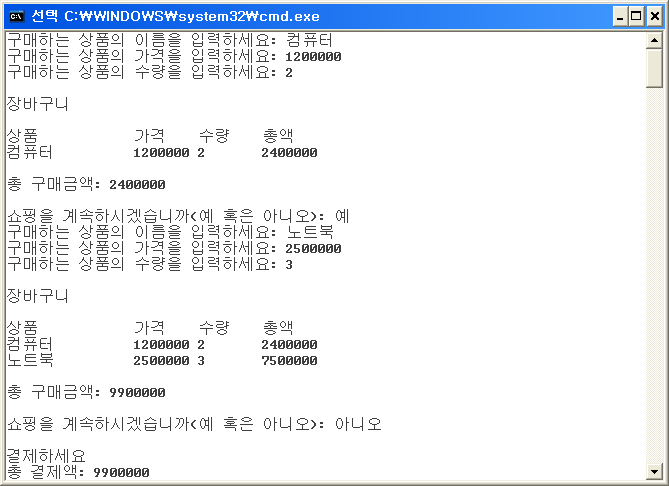 선택 C:\WINDOWS\system32\cmd.exe
구매하는 상품의 이름을 입력하세요: 컴퓨터
구매하는 상품의 가격을 입력하세요: 1200000
구매하는 상품의 수량을 입력하세요: 2
장바구니
상품 가격 수량 총액
컴퓨터 1200000 2 2400000
총 구매금액: 2400000
쇼핑을 계속하시겠습니까(예 혹은 아니오): 예
구매하는 상품의 이름을 입력하세요: 노트북
구매하는 상품의 가격을 입력하세요: 2500000
구매하는 상품의 수량을 입력하세요: 3
장바구니
상품 가격 수량 총액
컴퓨터 1200000 2 2400000
노트북 2500000 3 7500000
총 구매금액: 9900000
쇼핑을 계속하시겠습니까(예 혹은 아니오): 아니오
결제하세요
총 결제액: 9900000